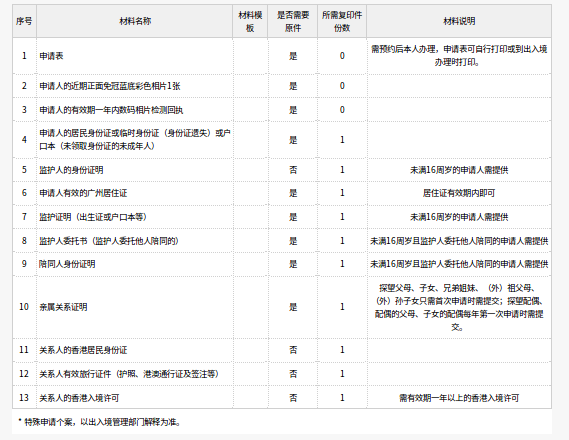 序号 材料名称 材料模板 是否需要原件 所需复印件份数 材料说明
1 申请表 是 0 需预约后本人办理，申请表可自行打印或到出入境办理时打印。
2 申请人的近期正面免冠蓝底彩色相片1张 是 0
3 申请人的有效期一年内数码相片检测回执 是 0
4 申请人的居民身份证或临时身份证（身份证遗失）或户口本（未领取身份证的未成年人） 是 1
5 监护人的身份证明 否 1 未满16周岁的申请人需提供
6 申请人有效的广州居住证 是 1 居住证有效期内即可
7 监护证明（出生证或户口本等） 是 1 未满16周岁的申请人需提供
8 监护人委托书（监护人委托他人陪同的） 是 1 未满16周岁且监护人委托他人陪同的申请人需提供
9 陪同人身份证明 是 1 未满16周岁且监护人委托他人陪同的申请人需提供
10 亲属关系证明 是 1 探望父母、子女、兄弟姐妹、（外）祖父母、（外）孙子女只需首次申请时需提交；探望配偶、配偶的父母、子女的配偶每年第一次申请时需提交。
11 关系人的香港居民身份证 否 1
12 关系人有效旅行证件（护照、港澳通行证及签注等） 否 1
13 关系人的香港入境许可 否 1 需有效期一年以上的香港入境许可
* 特殊申请个案，以出入境管理部门解释为准。